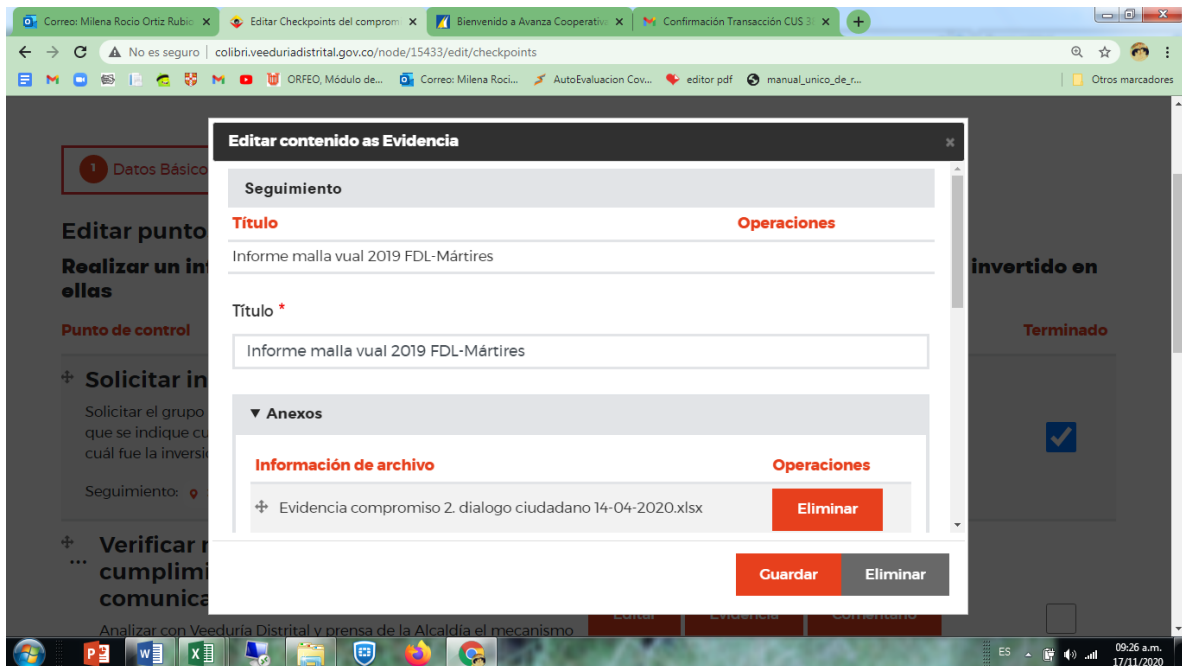 Correo: Milena Rocio Ortiz Rubio
Editar Checkpoints del comprom
Bienvenido a Avanza Cooperativ
Confirmación Transacción CUS 3
No es seguro
colibri.veeduriadistrital.gov.co/node/15433/edit/checkpoints
ORFEO, Módulo de...
Correo: Milena Roci...
AutoEvaluacion Cov...
editor pdf
manual_unico_de_r...
Otros marcadores
Editar contenido as Evidencia
1 Datos Básico
Seguimiento
Título
Operaciones
Editar punto
Informe malla vual 2019 FDL-Mártires
Realizar un in
invertido en
ellas
Título *
Punto de control
Terminado
Informe malla vual 2019 FDL-Mártires
Solicitar in
Solicitar el grupo
▼ Anexos
que se indique cu
cuál fue la inversi
Información de archivo
Operaciones
Seguimiento:
Evidencia compromiso 2. dialogo ciudadano 14-04-2020.xlsx
Eliminar
Verificar
cumplimi
Guardar
Eliminar
comunica
Editar
Evidencia
Comentario
Analizar con Veeduría Distrital y prensa de la Alcaldía el mecanismo
ES
09:26 a.m.
17/11/2020